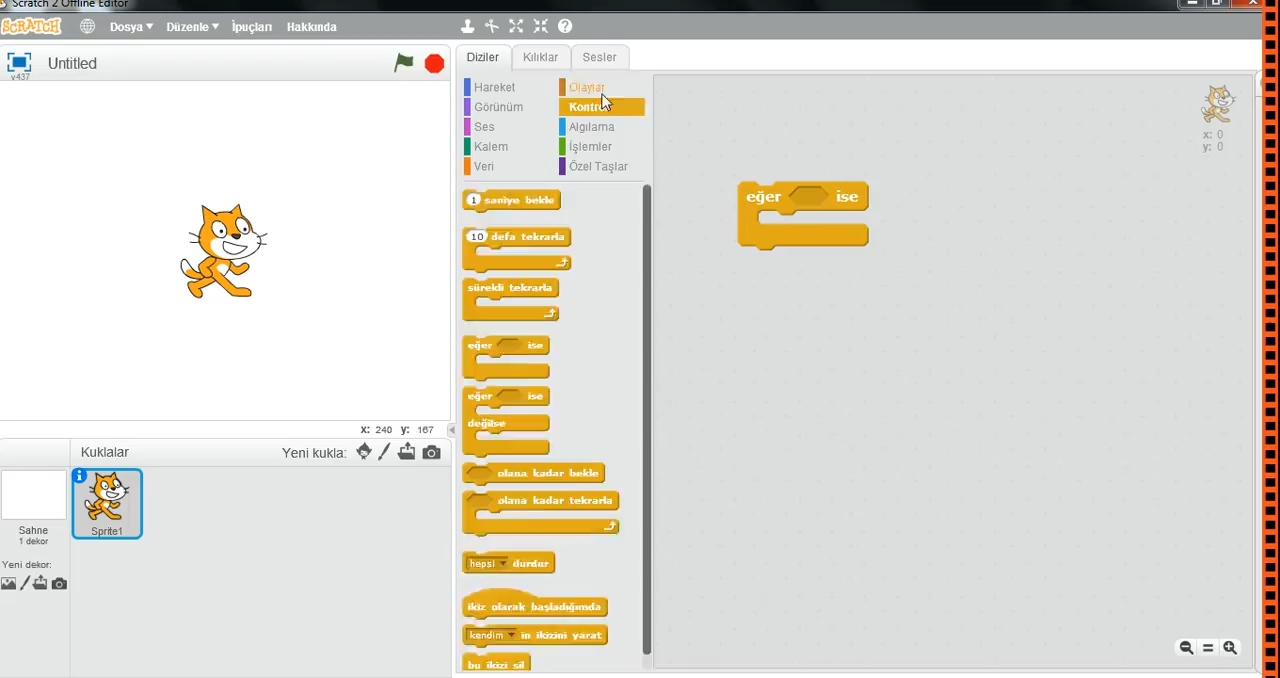 Scratch 2 Offline Editor
SCRATCH Dosya Düzenle İpuçları Hakkında
v437 Untitled
Diziler Kılıklar Sesler
Hareket Olaylar
Görünüm
Ses Algılama
Kalem İşlemler
Veri Özel Taşlar
x: 0
y: 0
1 saniye bekle
10 defa tekrarla
sürekli tekrarla
eğer ise
eğer ise
değilse
olana kadar bekle
olana kadar tekrarla
hepsi durdur
ikiz olarak başladığımda
kendim in ikizini yarat
bu ikizi sil
eğer ise
x: 240 y: 167
Kuklalar Yeni kukla:
Sprite1
Sahne
1 dekor
Yeni dekor: